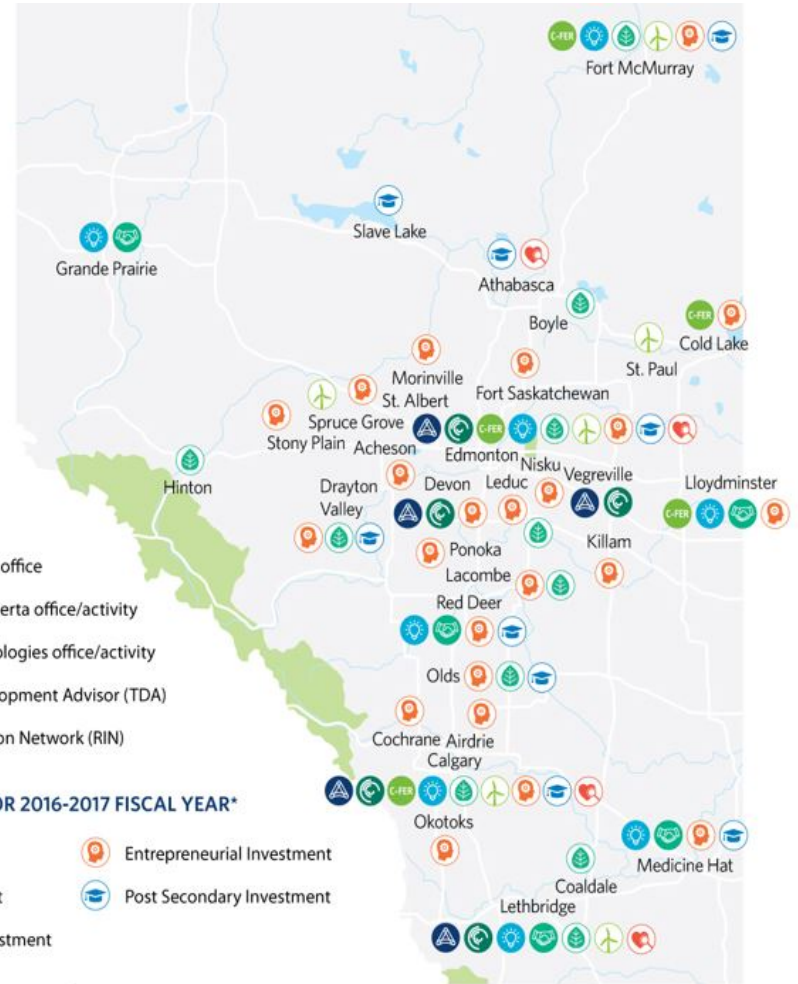 C-FER
Fort McMurray
Slave Lake
Grande Prairie
Athabasca
Boyle
C-FER
Cold Lake
St. Paul
Morinville
Fort Saskatchewan
St. Albert
Spruce Grove
Stony Plain
Acheson
C-FER
Edmonton
Nisku
Vegreville
Hinton
Drayton
Valley
Devon
Leduc
Lloydminster
C-FER
Killam
Ponoka
Lacombe
Red Deer
Olds
Cochrane
Airdrie
Calgary
C-FER
Okotoks
Medicine Hat
Coaldale
Lethbridge
office
erta office/activity
ologies office/activity
opment Advisor (TDA)
on Network (RIN)
OR 2016-2017 FISCAL YEAR*
Entrepreneurial Investment
t
Post Secondary Investment
stment